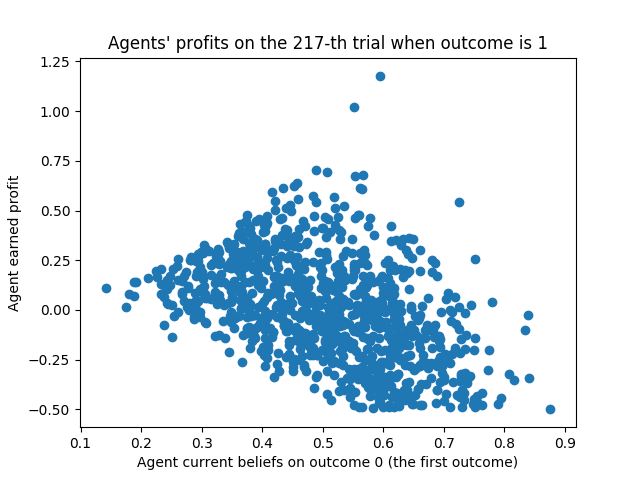 Agents' profits on the 217-th trial when outcome is 1
1.25
1.00
0.75
0.50
0.25
0.00
−0.25
−0.50
Agent earned profit
0.1 0.2 0.3 0.4 0.5 0.6 0.7 0.8 0.9
Agent current beliefs on outcome 0 (the first outcome)